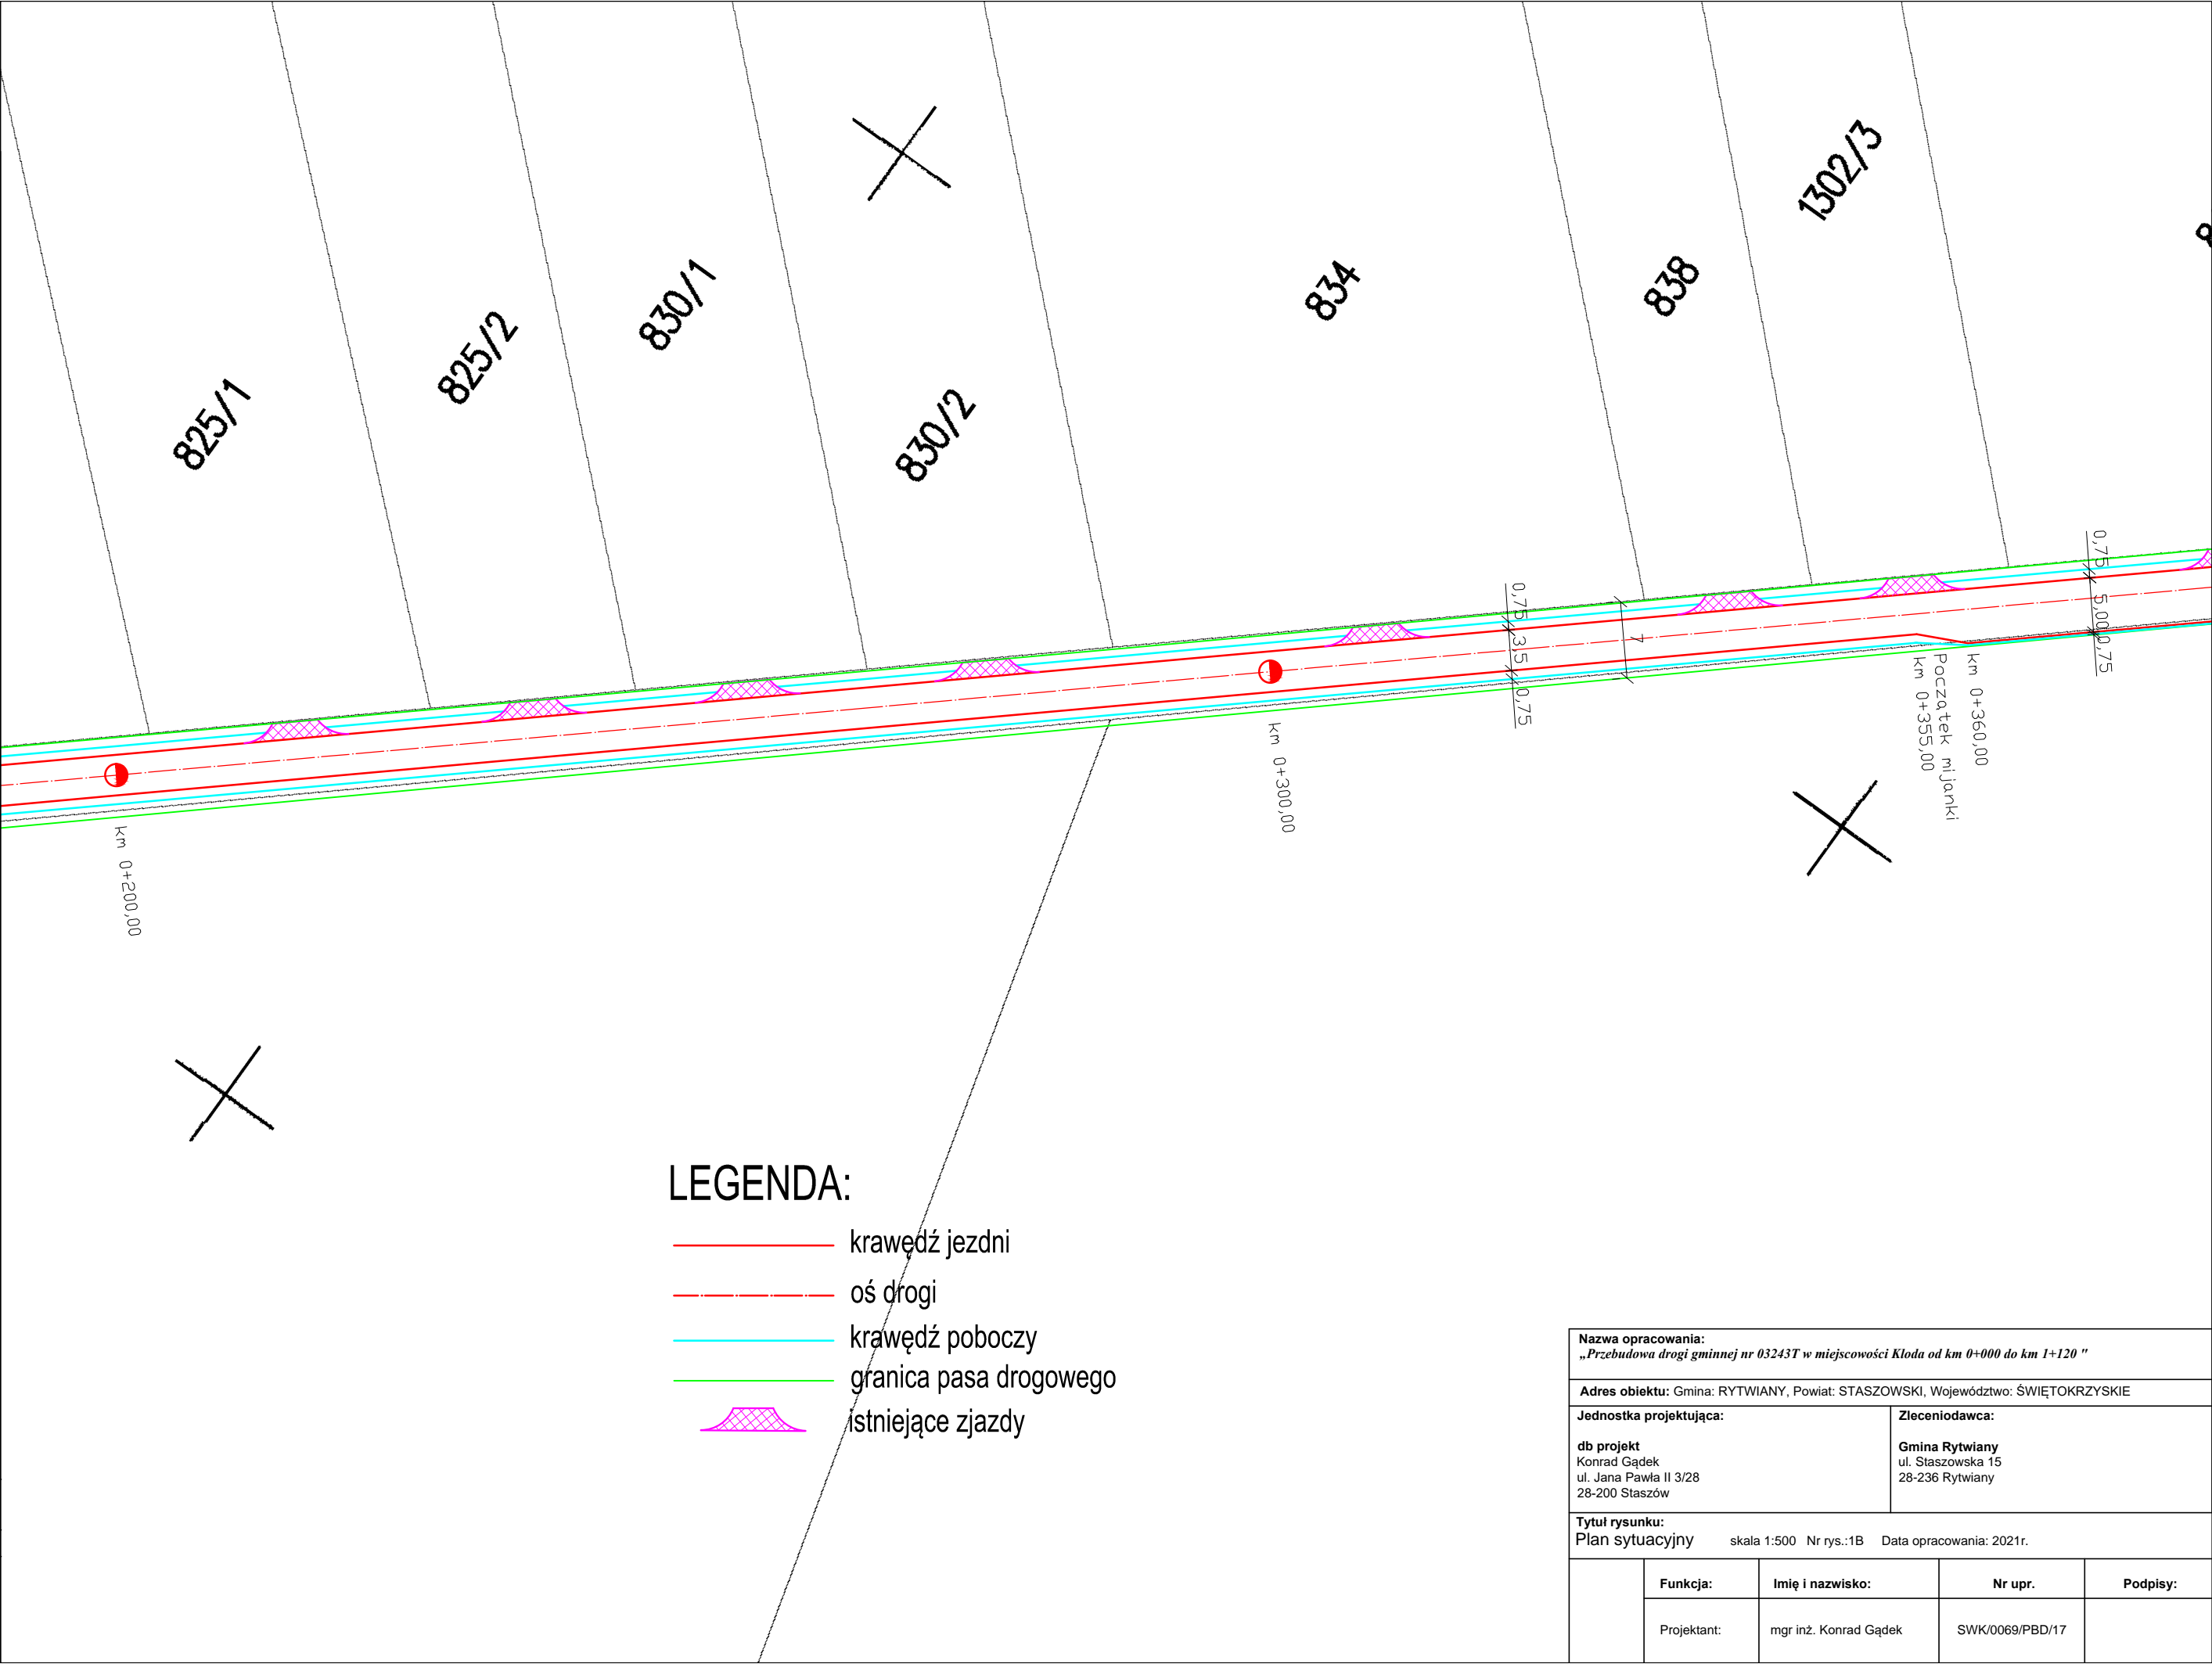 825/1
825/2
830/1
830/2
834
838
1302/3
0,75
3,5
0,75
7
0,75
5,00
0,75
km 0+200,00
km 0+300,00
km 0+355,00
Początek mijanki
km 0+360,00
LEGENDA:
krawędź jezdni
oś drogi
krawędź poboczy
granica pasa drogowego
istniejące zjazdy
Nazwa opracowania:
„Przebudowa drogi gminnej nr 03243T w miejscowości Kłoda od km 0+000 do km 1+120 "
Adres obiektu: Gmina: RYTWIANY, Powiat: STASZOWSKI, Województwo: ŚWIĘTOKRZYSKIE
Jednostka projektująca:
db projekt
Konrad Gądek
ul. Jana Pawła II 3/28
28-200 Staszów
Zleceniodawca:
Gmina Rytwiany
ul. Staszowska 15
28-236 Rytwiany
Tytuł rysunku:
Plan sytuacyjny skala 1:500 Nr rys.:1B Data opracowania: 2021r.
Funkcja: Imię i nazwisko: Nr upr. Podpisy:
Projektant: mgr inż. Konrad Gądek SWK/0069/PBD/17